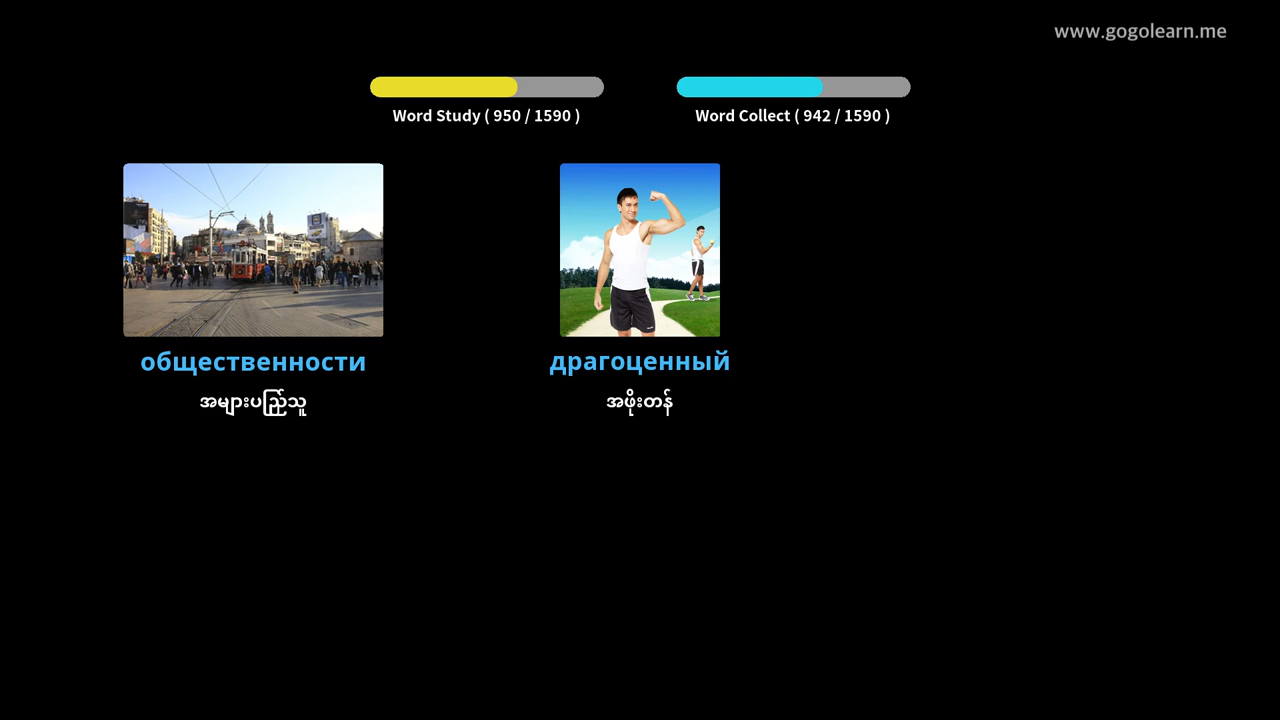 www.gogolearn.me
Word Study ( 950 / 1590 )
Word Collect ( 942 / 1590 )
общественности
драгоценный
အများပြည်သူ
အဖိုးတန်